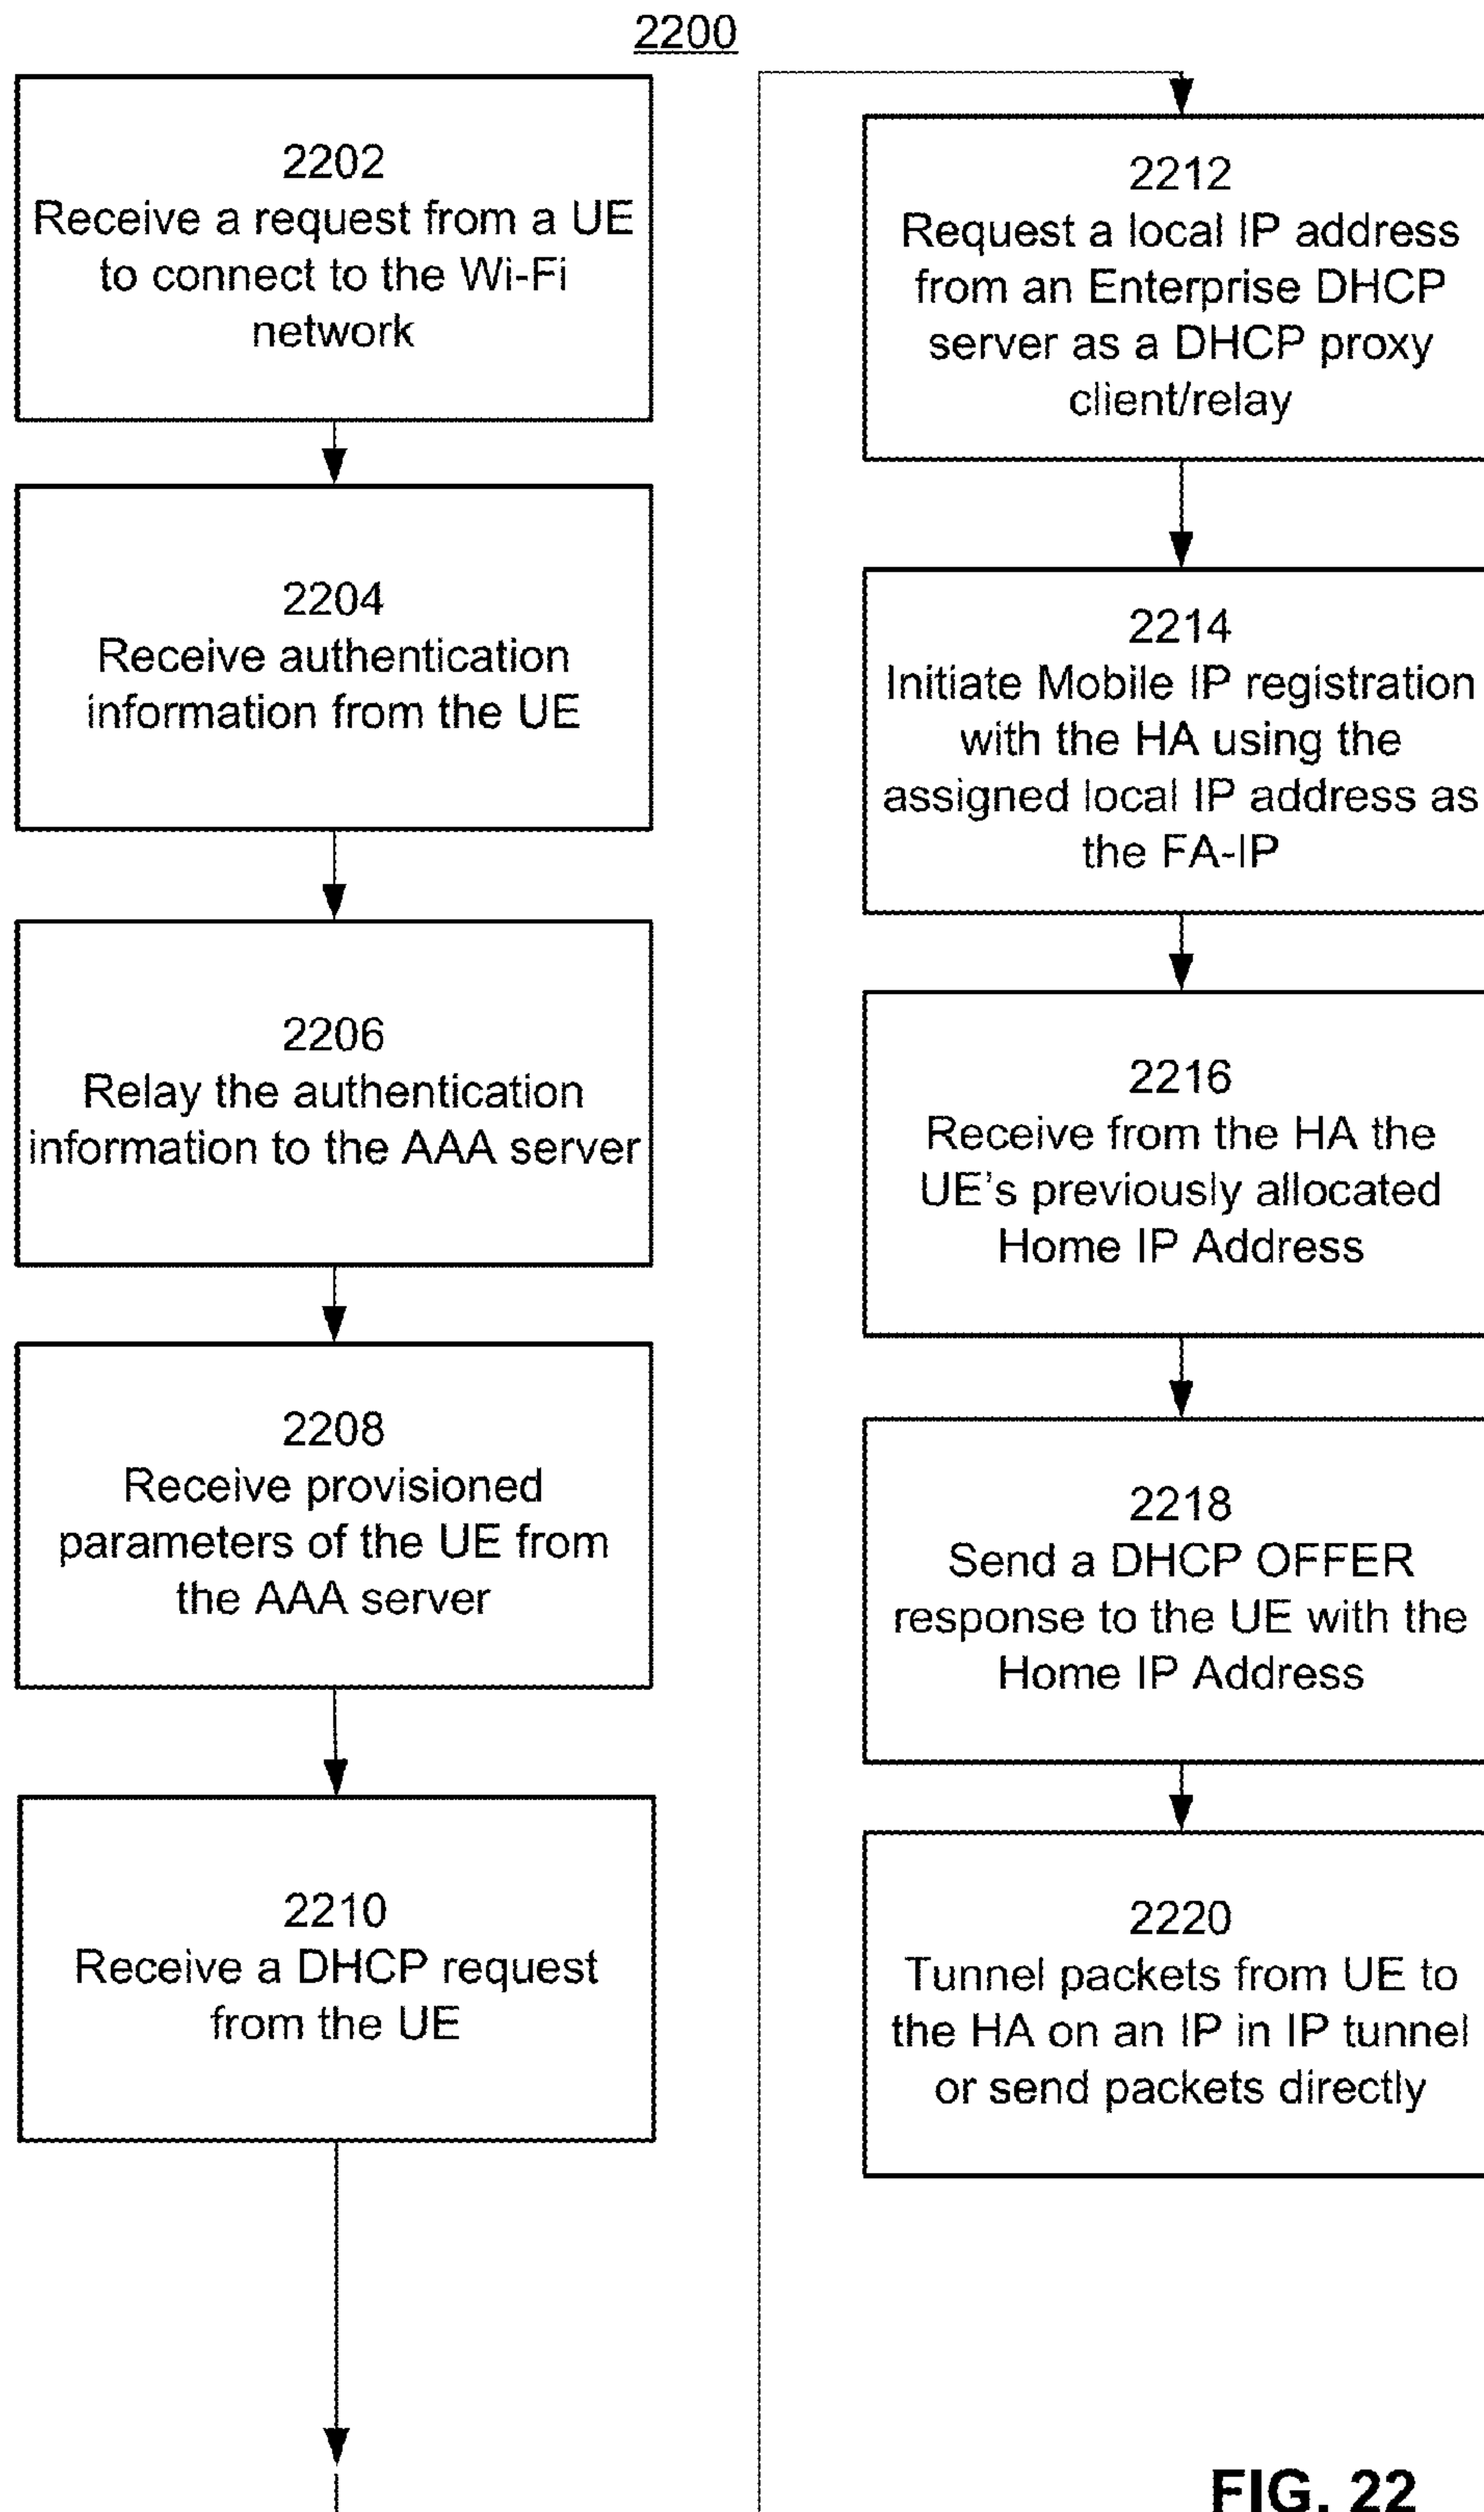 2200
2202
Receive a request from a UE
to connect to the Wi-Fi
network
2204
Receive authentication
information from the UE
2206
Relay the authentication
information to the AAA server
2208
Receive provisioned
parameters of the UE from
the AAA server
2210
Receive a DHCP request
from the UE
2212
Request a local IP address
from an Enterprise DHCP
server as a DHCP proxy
client/relay
2214
Initiate Mobile IP registration
with the HA using the
assigned local IP address as
the FA-IP
2216
Receive from the HA the
UE's previously allocated
Home IP Address
2218
Send a DHCP OFFER
response to the UE with the
Home IP Address
2220
Tunnel packets from UE to
the HA on an IP in IP tunnel
or send packets directly
FIG. 22